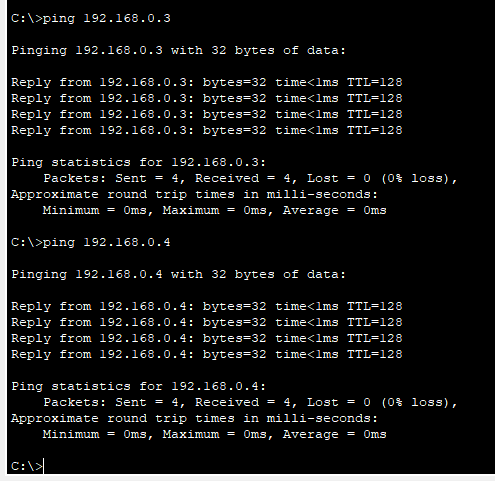 C:\>ping 192.168.0.3
Pinging 192.168.0.3 with 32 bytes of data:
Reply from 192.168.0.3: bytes=32 time<1ms TTL=128
Reply from 192.168.0.3: bytes=32 time<1ms TTL=128
Reply from 192.168.0.3: bytes=32 time<1ms TTL=128
Reply from 192.168.0.3: bytes=32 time<1ms TTL=128
Ping statistics for 192.168.0.3:
Packets: Sent = 4, Received = 4, Lost = 0 (0% loss),
Approximate round trip times in milli-seconds:
Minimum = 0ms, Maximum = 0ms, Average = 0ms
C:\>ping 192.168.0.4
Pinging 192.168.0.4 with 32 bytes of data:
Reply from 192.168.0.4: bytes=32 time<1ms TTL=128
Reply from 192.168.0.4: bytes=32 time<1ms TTL=128
Reply from 192.168.0.4: bytes=32 time<1ms TTL=128
Reply from 192.168.0.4: bytes=32 time<1ms TTL=128
Ping statistics for 192.168.0.4:
Packets: Sent = 4, Received = 4, Lost = 0 (0% loss),
Approximate round trip times in milli-seconds:
Minimum = 0ms, Maximum = 0ms, Average = 0ms
C:\>